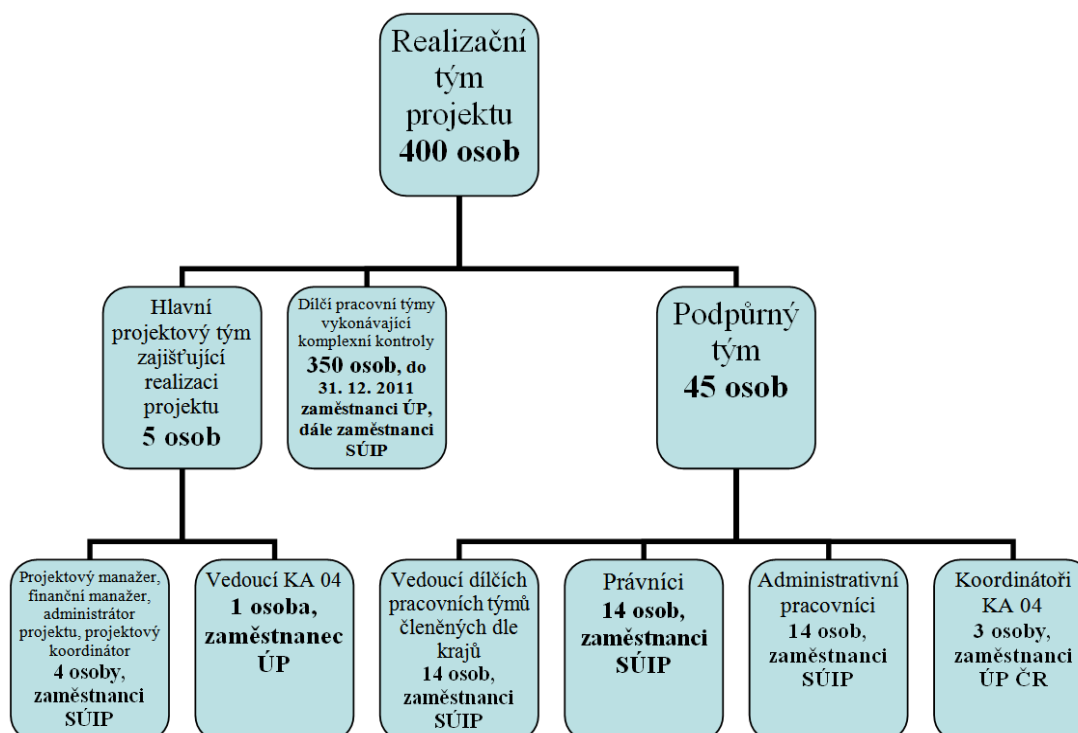 Realizační
tým
projektu
400 osob
Hlavní
projektový tým
zajišťující
realizaci
projektu
5 osob
Dílčí pracovní týmy
vykonávající
komplexní kontroly
350 osob, do
31. 12. 2011
zaměstnanci ÚP,
dále zaměstnanci
SÚIP
Podpůrný
tým
45 osob
Projektový manažer,
finanční manažer,
administrátor
projektu, projektový
koordinátor
4 osoby,
zaměstnanci
SÚIP
Vedoucí KA 04
1 osoba,
zaměstnanec
ÚP
Vedoucí dílčích
pracovních týmů
členěných dle
krajů
14 osob,
zaměstnanci
SÚIP
Právníci
14 osob,
zaměstnanci
SÚIP
Administrativní
pracovníci
14 osob,
zaměstnanci
SÚIP
Koordinátoři
KA 04
3 osoby,
zaměstnanci
ÚP ČR